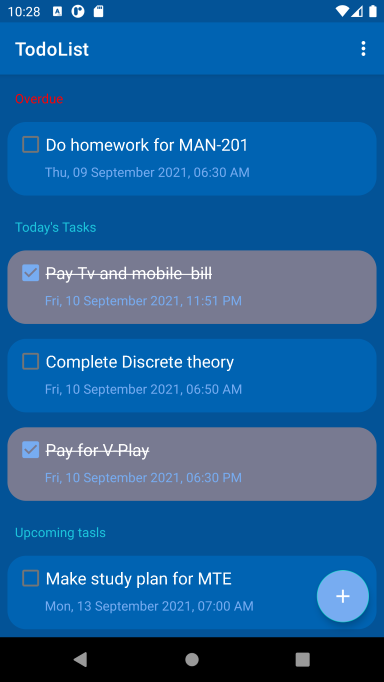 10:28
TodoList
Overdue
Do homework for MAN-201
Thu, 09 September 2021, 06:30 AM
Today's Tasks
Pay Tv and mobile bill
Fri, 10 September 2021, 11:51 PM
Complete Discrete theory
Fri, 10 September 2021, 06:50 AM
Pay for V Play
Fri, 10 September 2021, 06:30 PM
Upcoming tasls
Make study plan for MTE
Mon, 13 September 2021, 07:00 AM